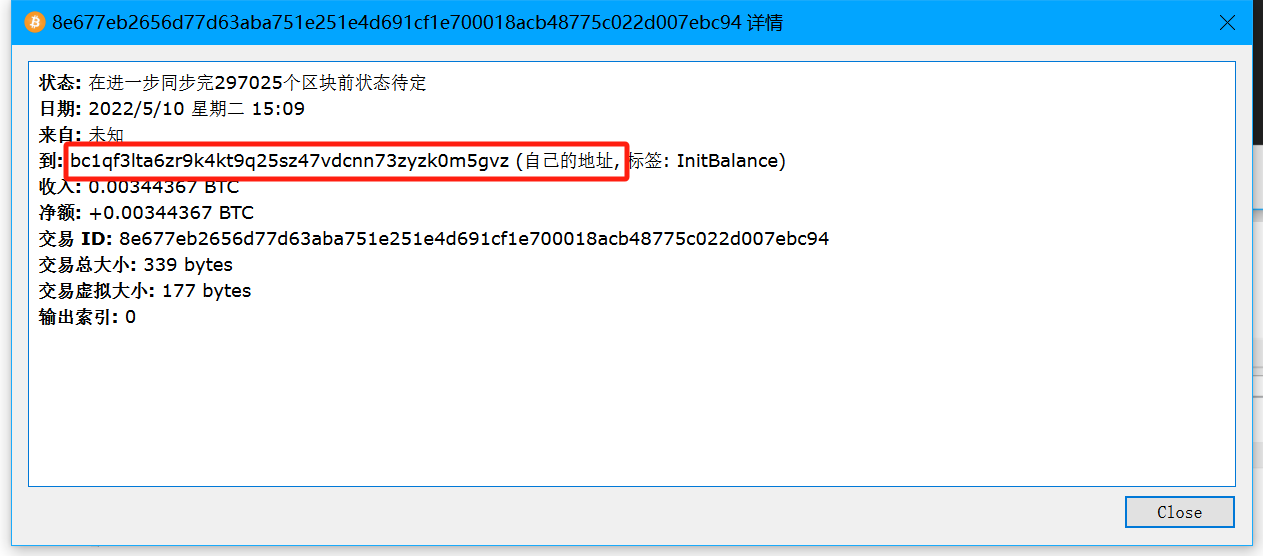 8e677eb2656d77d63aba751e251e4d691cf1e700018acb48775c022d007ebc94 详情
状态: 在进一步同步完297025个区块前状态待定
日期: 2022/5/10 星期二 15:09
来自: 未知
到: bc1qf3lta6zr9k4kt9q25sz47vdcnn73zyzk0m5gvz (自己的地址, 标签: InitBalance)
收入: 0.00344367 BTC
净额: +0.00344367 BTC
交易 ID: 8e677eb2656d77d63aba751e251e4d691cf1e700018acb48775c022d007ebc94
交易总大小: 339 bytes
交易虚拟大小: 177 bytes
输出索引: 0
Close